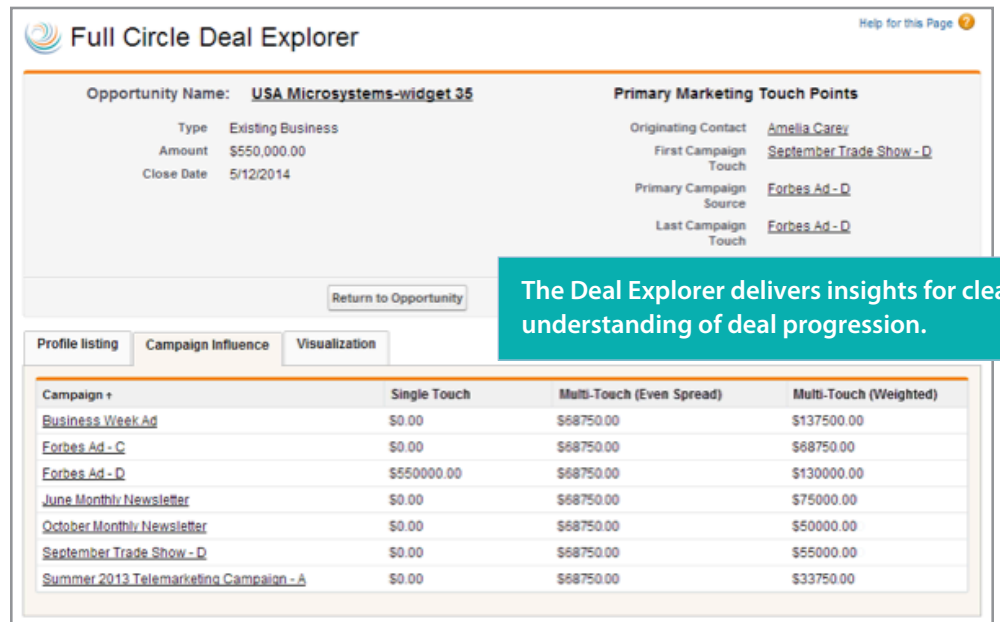 Full Circle Deal Explorer
Help for this Page
Opportunity Name: USA Microsystems-widget 35
Type Existing Business
Amount $550,000.00
Close Date 5/12/2014
Primary Marketing Touch Points
Originating Contact Amelia Carey
First Campaign Touch September Trade Show - D
Primary Campaign Source Forbes Ad - D
Last Campaign Touch Forbes Ad - D
Return to Opportunity
The Deal Explorer delivers insights for clea
understanding of deal progression.
Profile listing Campaign Influence Visualization
Campaign Single Touch Multi-Touch (Even Spread) Multi-Touch (Weighted)
Business Week Ad $0.00 $68750.00 $137500.00
Forbes Ad - C $0.00 $68750.00 $68750.00
Forbes Ad - D $550000.00 $68750.00 $130000.00
June Monthly Newsletter $0.00 $68750.00 $75000.00
October Monthly Newsletter $0.00 $68750.00 $50000.00
September Trade Show - D $0.00 $68750.00 $55000.00
Summer 2013 Telemarketing Campaign - A $0.00 $68750.00 $33750.00